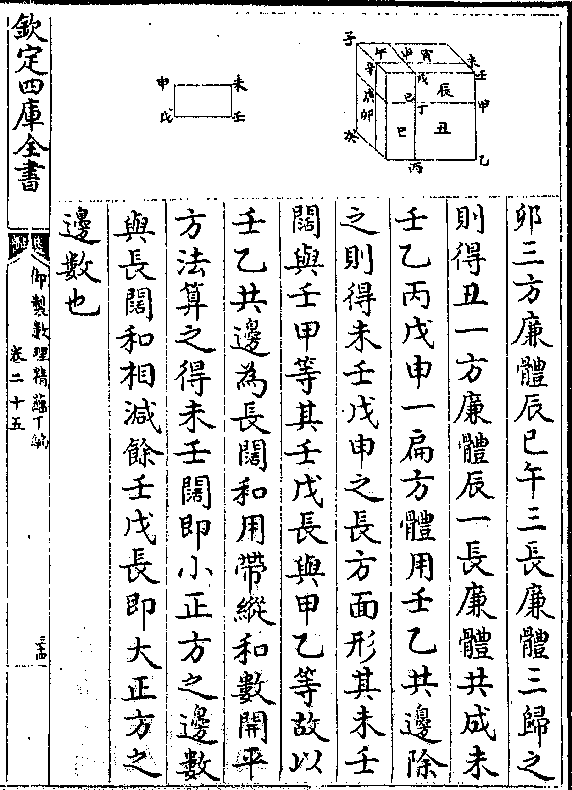 欽定四庫全書
御製數理精蘊下編
卷二十五
子
午
申
寅
未
壬
辛
戊
辰
庚
己
丁
甲
卯
癸
巳
丑
丙
乙
申
未
戊
壬
卯三方廉體辰巳午三長廉體三歸之
則得丑一方廉體辰一長廉體共成未
壬乙丙戊申一扁方體用壬乙共邊除
之則得未壬戊申之長方面形其未壬
闊與壬甲等其壬戊長與甲乙等故以
壬乙共邊為長闊和用帶縱和數開平
方法算之得未壬闊即小正方之邊數
與長闊和相減餘壬戊長即大正方之
邊數也